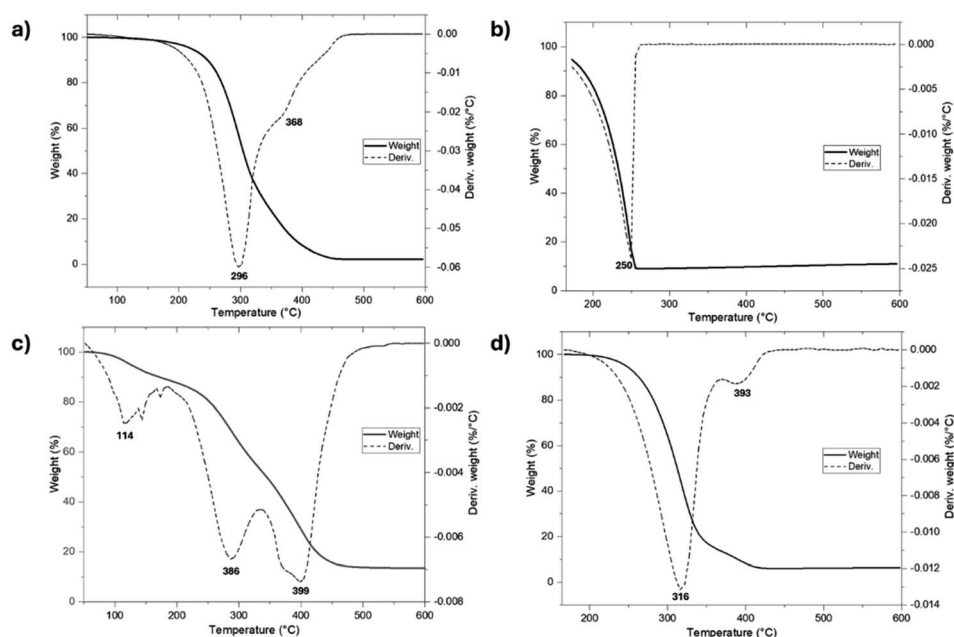 a)
100
80
60
40
20
0
Weight (%)
0.00
-0.01
-0.02
-0.03
-0.04
-0.05
-0.06
Deriv. weight (%/°C)
368
296
Weight
Deriv.
100 200 300 400 500 600
Temperature (°C)
b)
100
80
60
40
20
0
Weight (%)
0.000
-0.005
-0.010
-0.015
-0.020
-0.025
Deriv. weight (%/°C)
250
Weight
Deriv.
200 300 400 500 600
Temperature (°C)
c)
100
80
60
40
20
0
Weight (%)
0.000
-0.002
-0.004
-0.006
-0.008
Deriv. weight (%/°C)
114
386
399
Weight
Deriv.
100 200 300 400 500 600
Temperature (°C)
d)
100
80
60
40
20
0
Weight (%)
0.000
-0.002
-0.004
-0.006
-0.008
-0.010
-0.012
-0.014
Deriv. weight (%/°C)
393
316
Weight
Deriv.
200 300 400 500 600
Temperature (°C)